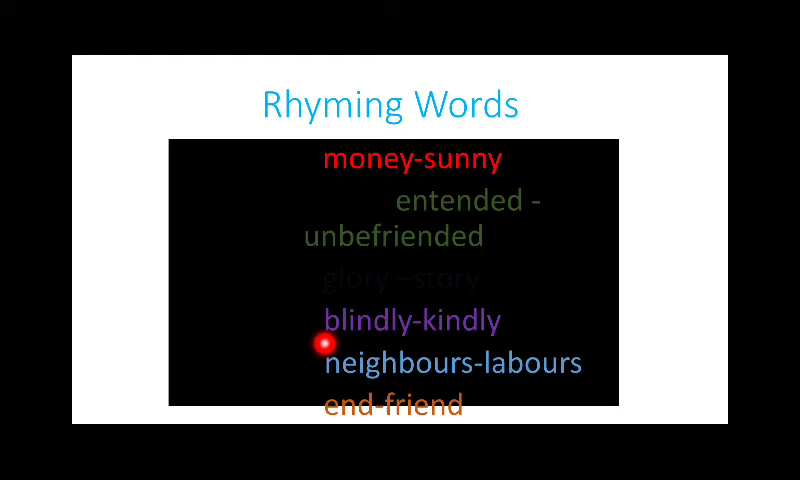 Rhyming Words
money-sunny
entended -
unbefriended
glory –story
blindly-kindly
neighbours-labours
end-friend